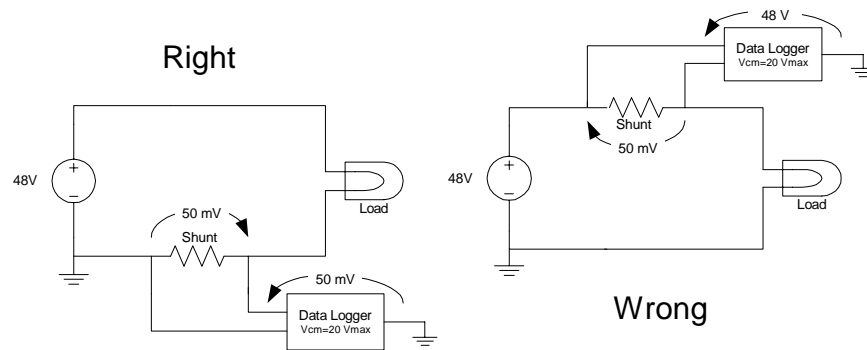 Right
48V
+
−
50 mV
Shunt
Load
50 mV
Data Logger
Vcm=20 Vmax
48 V
Data Logger
Vcm=20 Vmax
Shunt
50 mV
48V
+
−
Load
Wrong